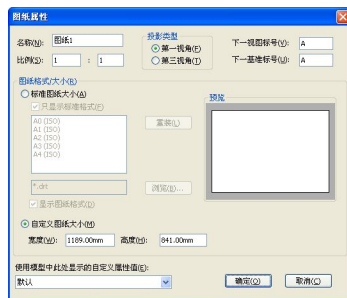 图纸属性
名称(N): 图纸1
投影类型
第一视角(F)
第三视角(T)
下一视图标号(V): A
比例(S): 1 : 1
下一基准标号(U): A
图纸格式/大小(R)
标准图纸大小(A)
只显示标准格式(F)
A0 (ISO)
A1 (ISO)
A2 (ISO)
A3 (ISO)
A4 (ISO)
重装(L)
预览
*.drt
浏览(B)...
显示图纸格式(D)
自定义图纸大小(M)
宽度(W): 1189.00mm 高度(H): 841.00mm
使用模型中此处显示的自定义属性值(E):
默认
确定(O) 取消(C)